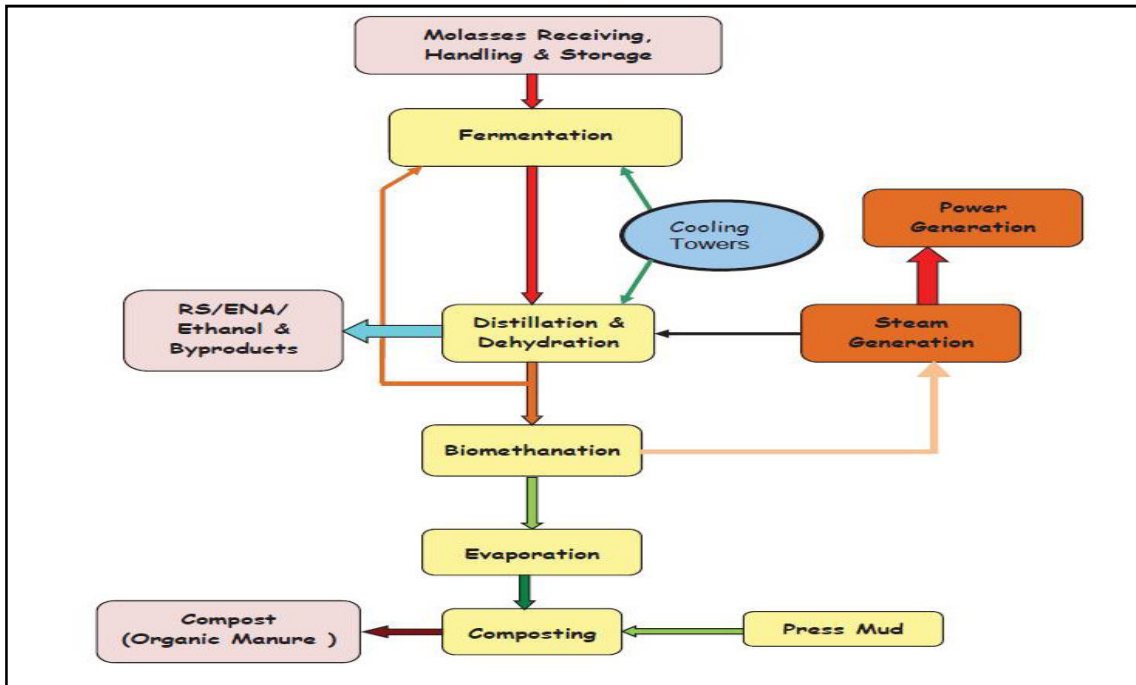 Molasses Receiving,
Handling & Storage
Fermentation
Cooling
Towers
Power
Generation
RS/ENA/
Ethanol &
Byproducts
Distillation &
Dehydration
Steam
Generation
Biomethanation
Evaporation
Compost
(Organic Manure )
Composting
Press Mud